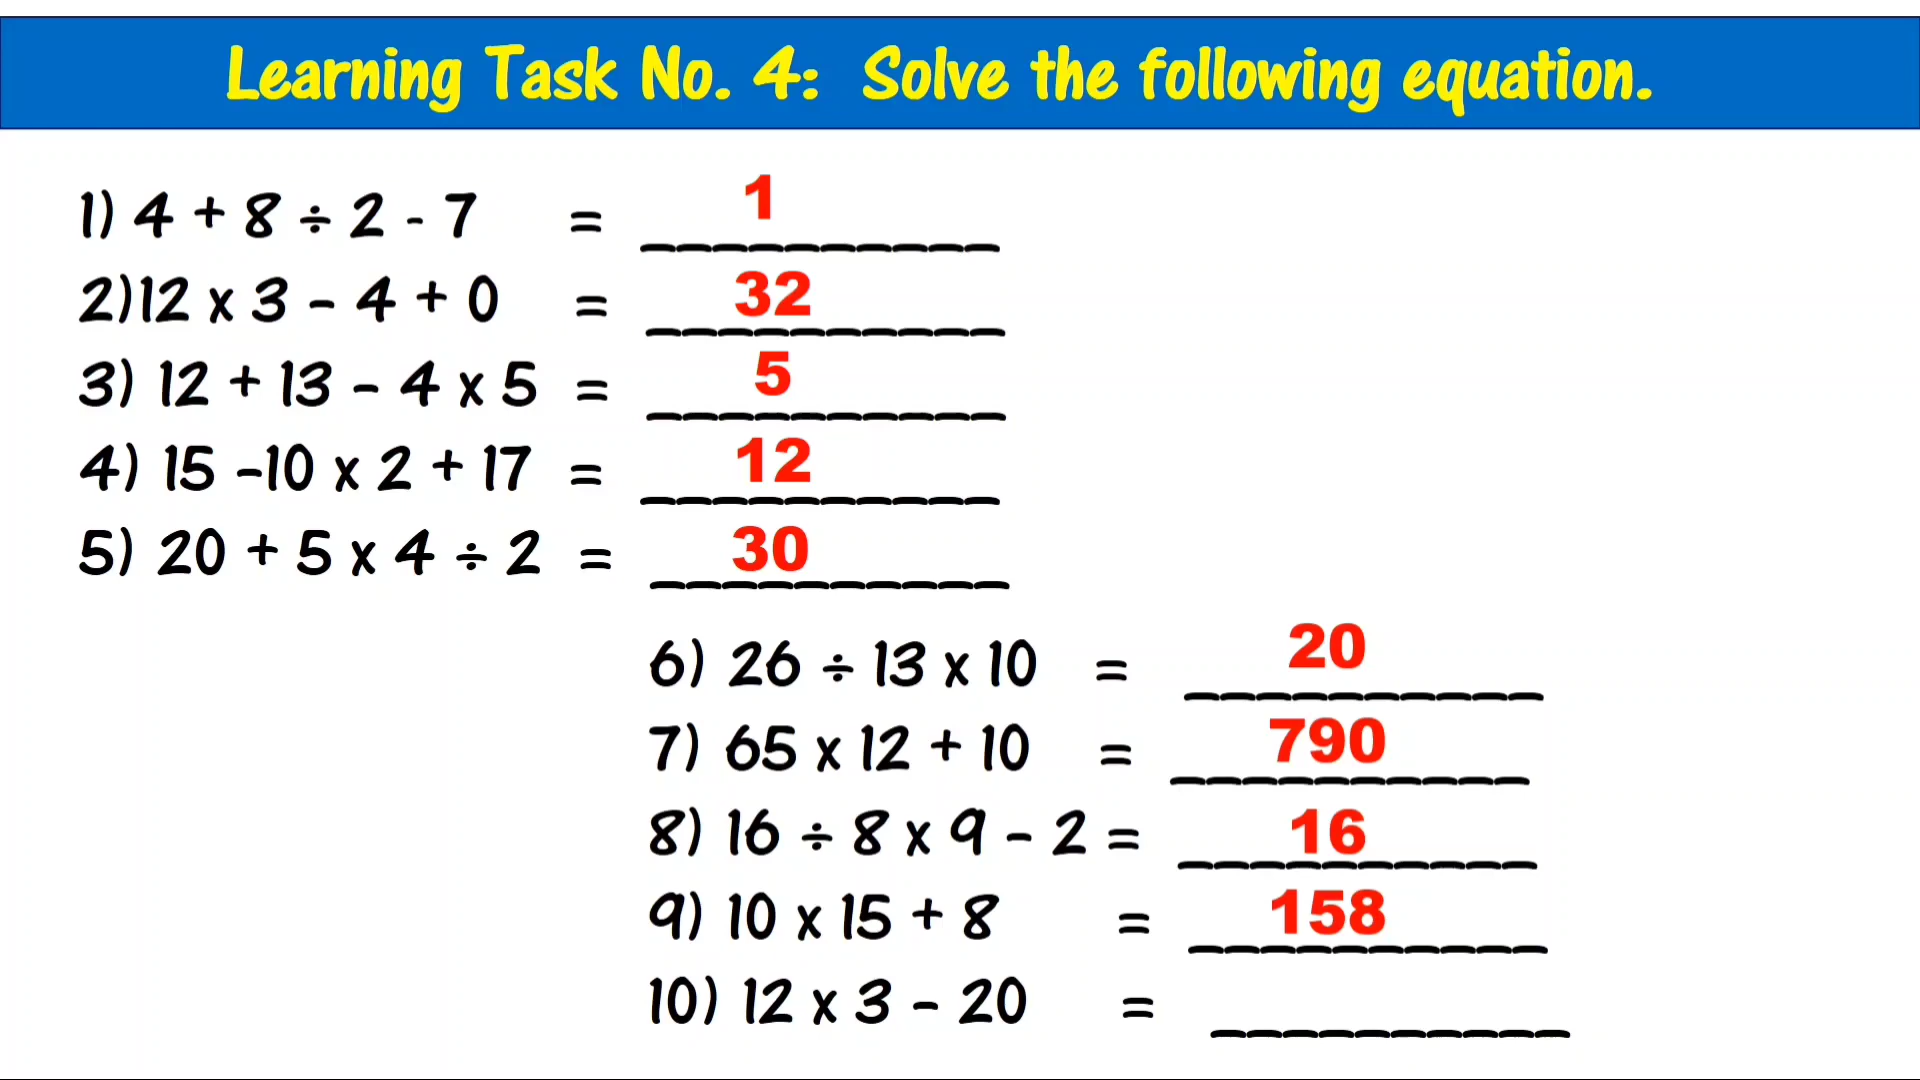 Learning Task No. 4: Solve the following equation.
1) 4 + 8 ÷ 2 - 7 = 1
2)12 x 3 – 4 + 0 = 32
3) 12 + 13 – 4 x 5 = 5
4) 15 –10 x 2 + 17 = 12
5) 20 + 5 x 4 ÷ 2 = 30
6) 26 ÷ 13 x 10 = 20
7) 65 x 12 + 10 = 790
8) 16 ÷ 8 x 9 – 2 = 16
9) 10 x 15 + 8 = 158
10) 12 x 3 – 20 = __________